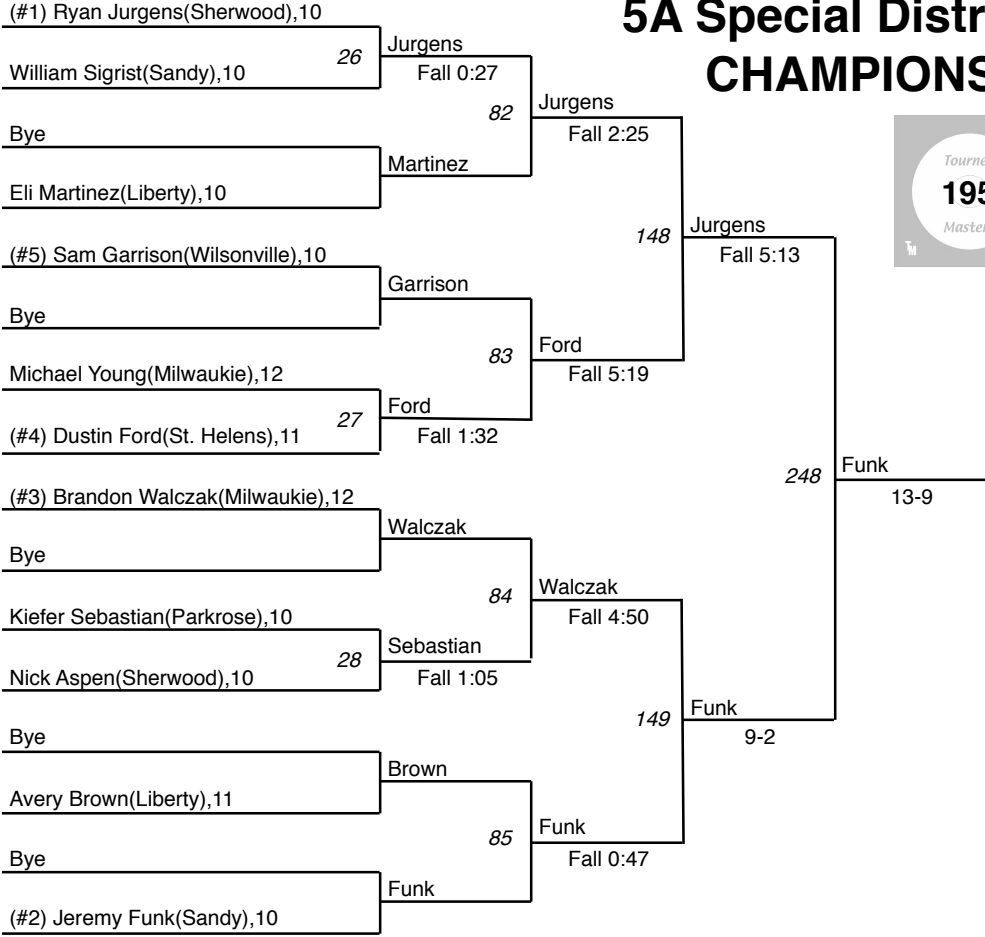 5A Special Distr
CHAMPIONS
Tourne
195
Master
TM
(#1) Ryan Jurgens(Sherwood),10
William Sigrist(Sandy),10
Bye
Eli Martinez(Liberty),10
(#5) Sam Garrison(Wilsonville),10
Bye
Michael Young(Milwaukie),12
(#4) Dustin Ford(St. Helens),11
(#3) Brandon Walczak(Milwaukie),12
Bye
Kiefer Sebastian(Parkrose),10
Nick Aspen(Sherwood),10
Bye
Avery Brown(Liberty),11
Bye
(#2) Jeremy Funk(Sandy),10
26
Jurgens
Fall 0:27
Martinez
Garrison
27
Ford
Fall 1:32
Walczak
28
Sebastian
Fall 1:05
Brown
Funk
82
Jurgens
Fall 2:25
83
Ford
Fall 5:19
84
Walczak
Fall 4:50
85
Funk
Fall 0:47
148
Jurgens
Fall 5:13
149
Funk
9-2
248
Funk
13-9